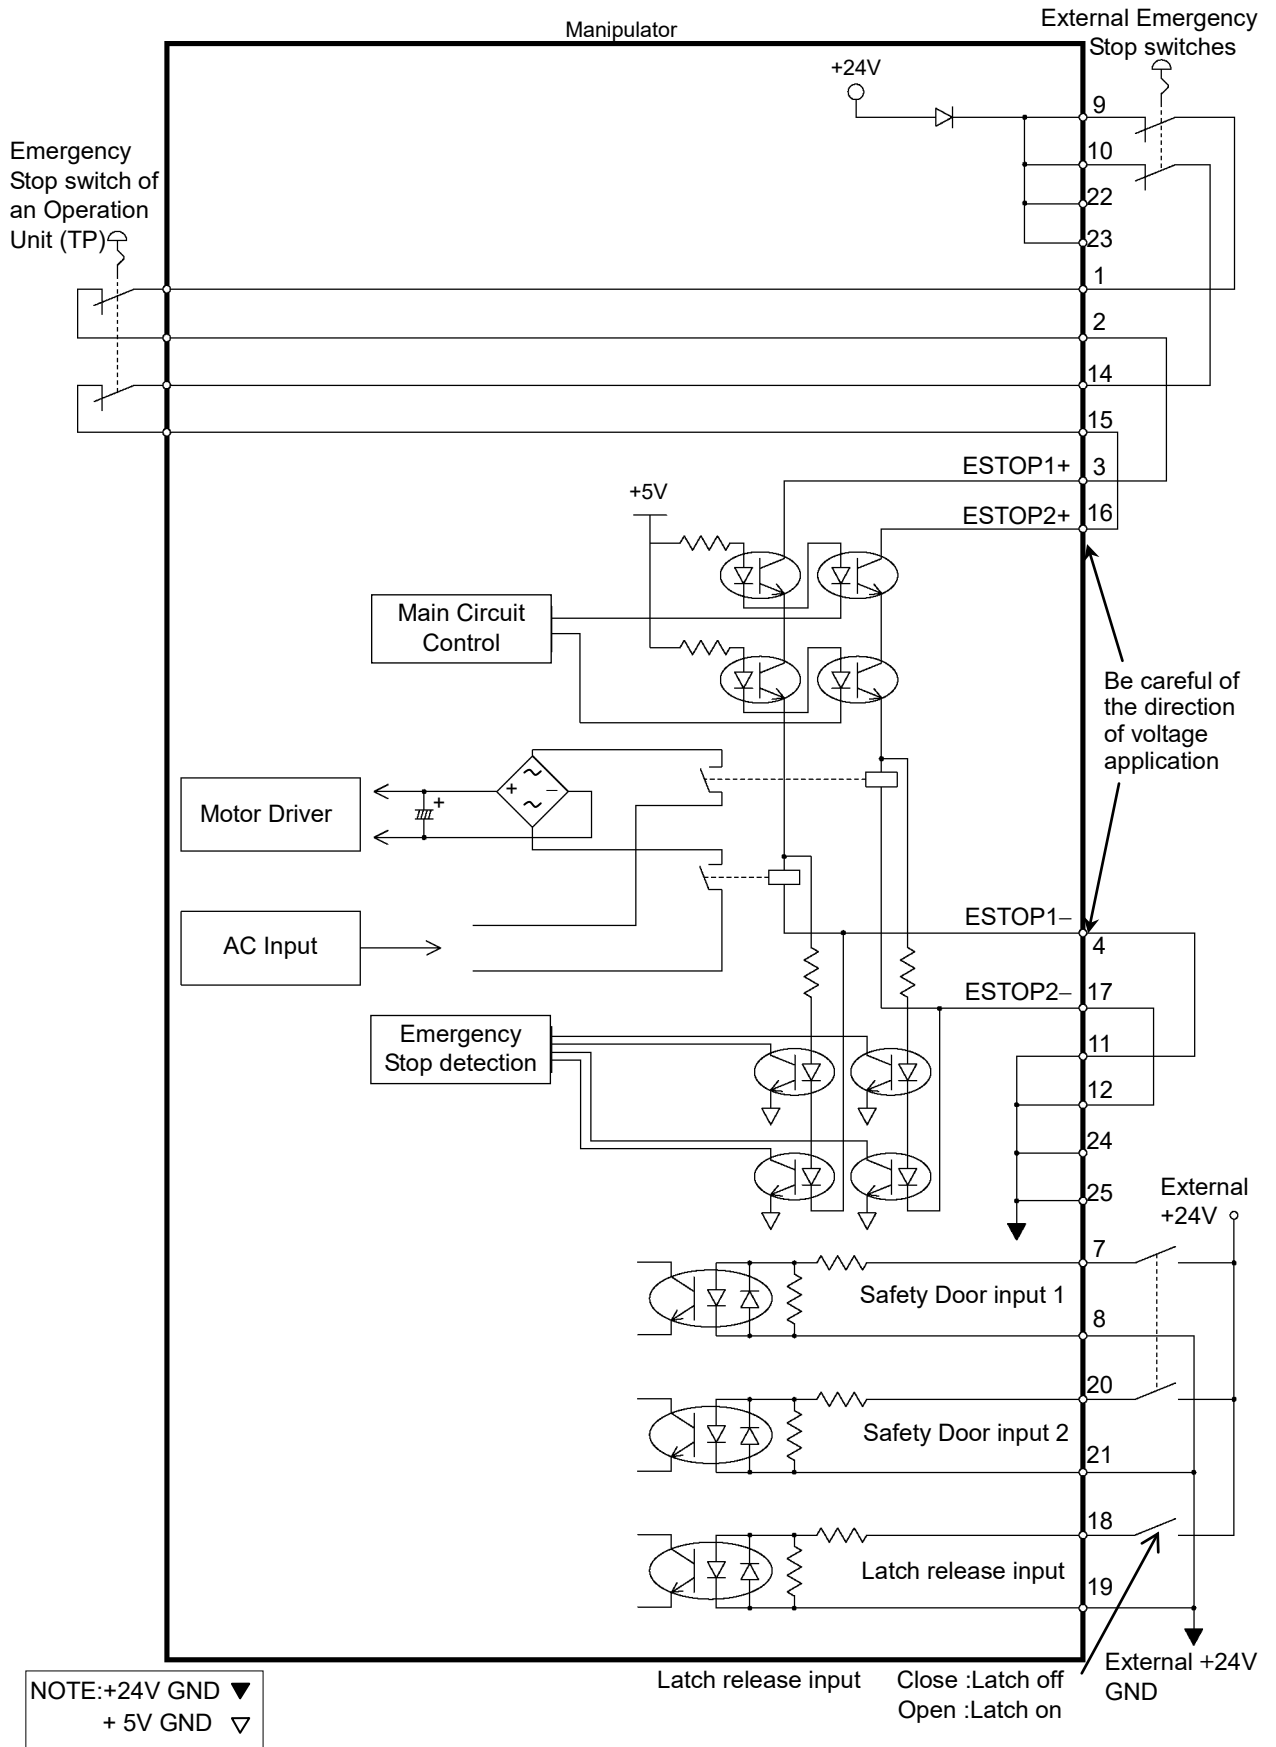 Manipulator
External Emergency
Stop switches
+24V
9
10
22
23
Emergency
Stop switch of
an Operation
Unit (TP)
1
2
14
15
ESTOP1+ 3
ESTOP2+ 16
+5V
Main Circuit
Control
Be careful of
the direction
of voltage
application
+ −
+
Motor Driver
AC Input
ESTOP1−
4
ESTOP2− 17
11
12
24
25
Emergency
Stop detection
External
+24V
7
Safety Door input 1
8
20
Safety Door input 2
21
18
Latch release input
19
External +24V
GND
Latch release input Close :Latch off
Open :Latch on
NOTE:+24V GND ▼
+ 5V GND ▽